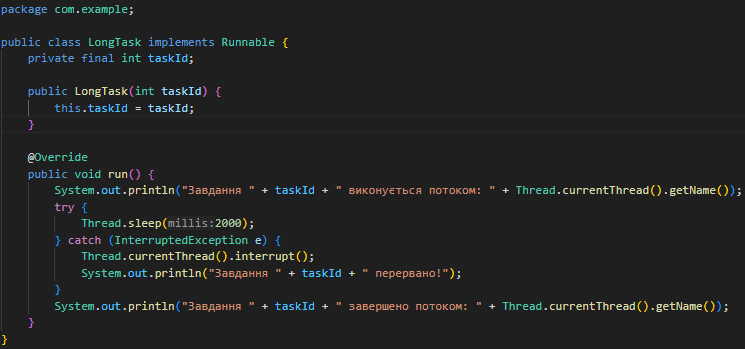 package com.example;
public class LongTask implements Runnable {
private final int taskId;
public LongTask(int taskId) {
this.taskId = taskId;
}
@Override
public void run() {
System.out.println("Завдання " + taskId + " виконується потоком: " + Thread.currentThread().getName());
try {
Thread.sleep(millis:2000);
} catch (InterruptedException e) {
Thread.currentThread().interrupt();
System.out.println("Завдання " + taskId + " перервано!");
}
System.out.println("Завдання " + taskId + " завершено потоком: " + Thread.currentThread().getName());
}
}